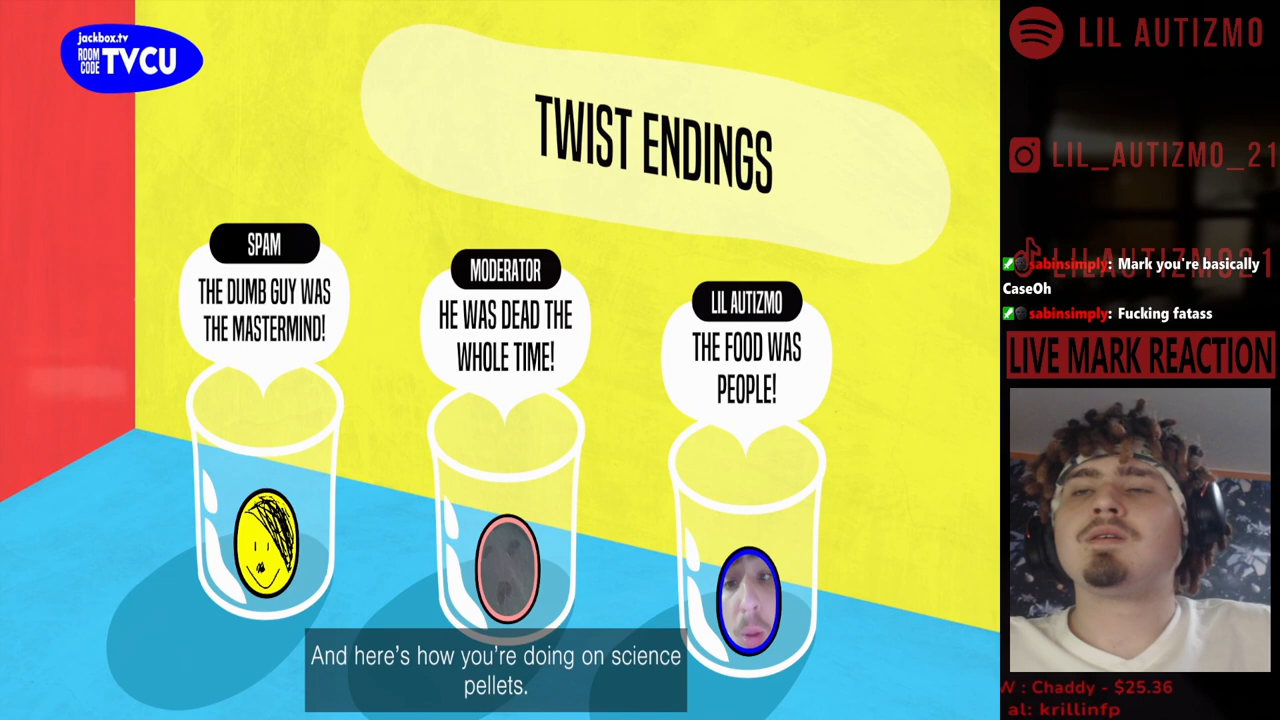 jackbox.tv
ROOM CODE TVCU
TWIST ENDINGS
SPAM
THE DUMB GUY WAS
THE MASTERMIND!
MODERATOR
HE WAS DEAD THE
WHOLE TIME!
LIL AUTIZMO
THE FOOD WAS
PEOPLE!
And here's how you're doing on science
pellets.
LIL AUTIZMO
LIL_AUTIZMO_21
LILAUTIZMO21
sabinsimply: Mark you're basically
CaseOh
sabinsimply: Fucking fatass
LIVE MARK REACTION
W : Chaddy - $25.36
al: krillinfp